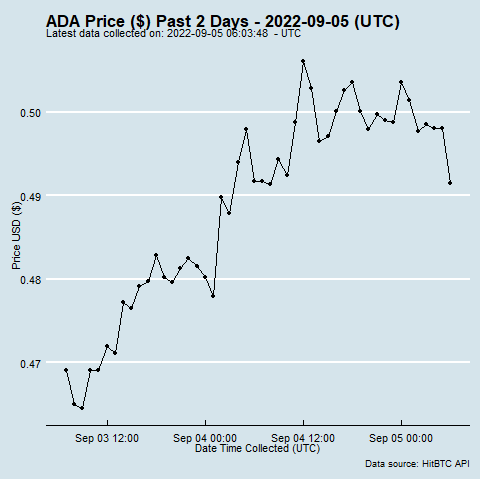 ADA Price ($) Past 2 Days - 2022-09-05 (UTC)
Latest data collected on: 2022-09-05 06:03:48 - UTC
0.50
0.49
0.48
0.47
Price USD ($)
Sep 03 12:00 Sep 04 00:00 Sep 04 12:00 Sep 05 00:00
Date Time Collected (UTC)
Data source: HitBTC API